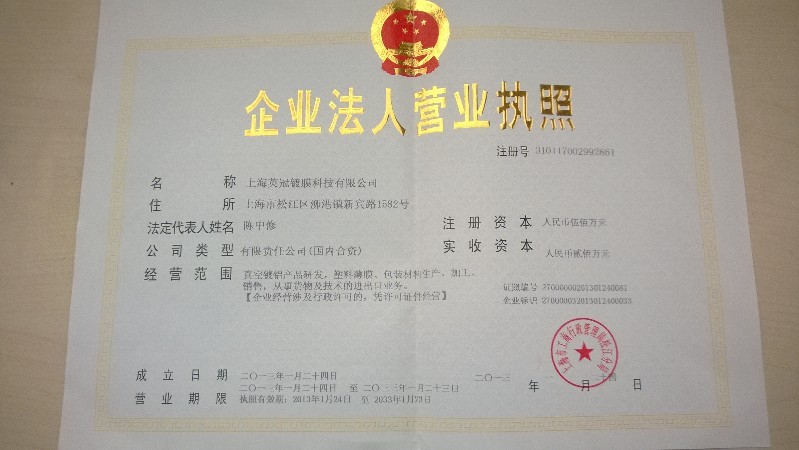 企业法人营业执照
注册号 310117002992661
名称 上海英冠镀膜科技有限公司
住所 上海市松江区泖港镇新宾路1582号
法定代表人姓名 陈中修
注册资本 人民币伍佰万元
公司类型 有限责任公司(国内合资)
实收资本 人民币贰佰万元
经营范围 真空镀铝产品研发，塑料薄膜、包装材料生产、加工、
销售，从事货物及技术的进出口业务。
【企业经营涉及行政许可的，凭许可证件经营】
证照编号 27000000201301240081
企业标识
上海市工商行政管理局松江分局
成立日期 二〇一三年一月二十四日
二〇一三年一月二十四日 至 二〇三三年一月二十三日
营业期限 执照有效期：2013年1月24日 至 2033年1月23日
二〇一三 年 一 月 二十四 日